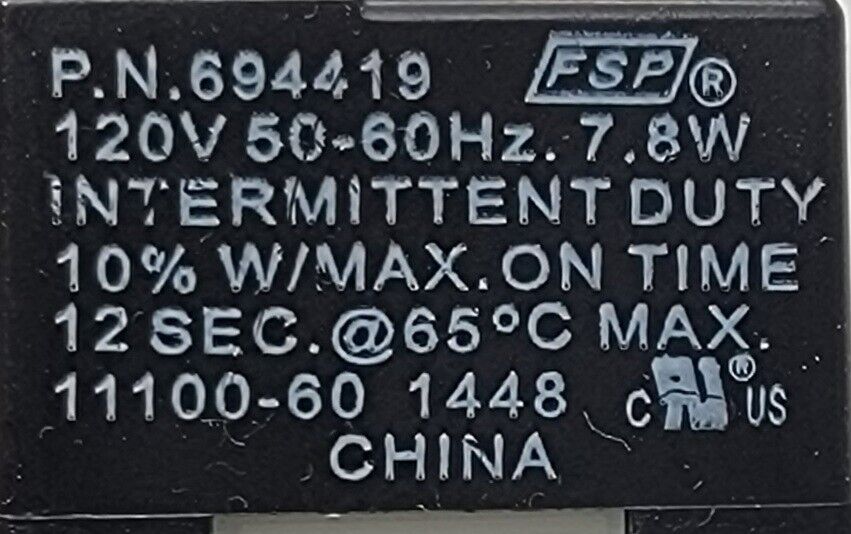 P.N.694419 FSP®
120V 50-60Hz. 7.8W
INTERMITTENT DUTY
10% W/MAX. ON TIME
12 SEC.@65°C MAX.
11100-60 1448 C RU® US
CHINA